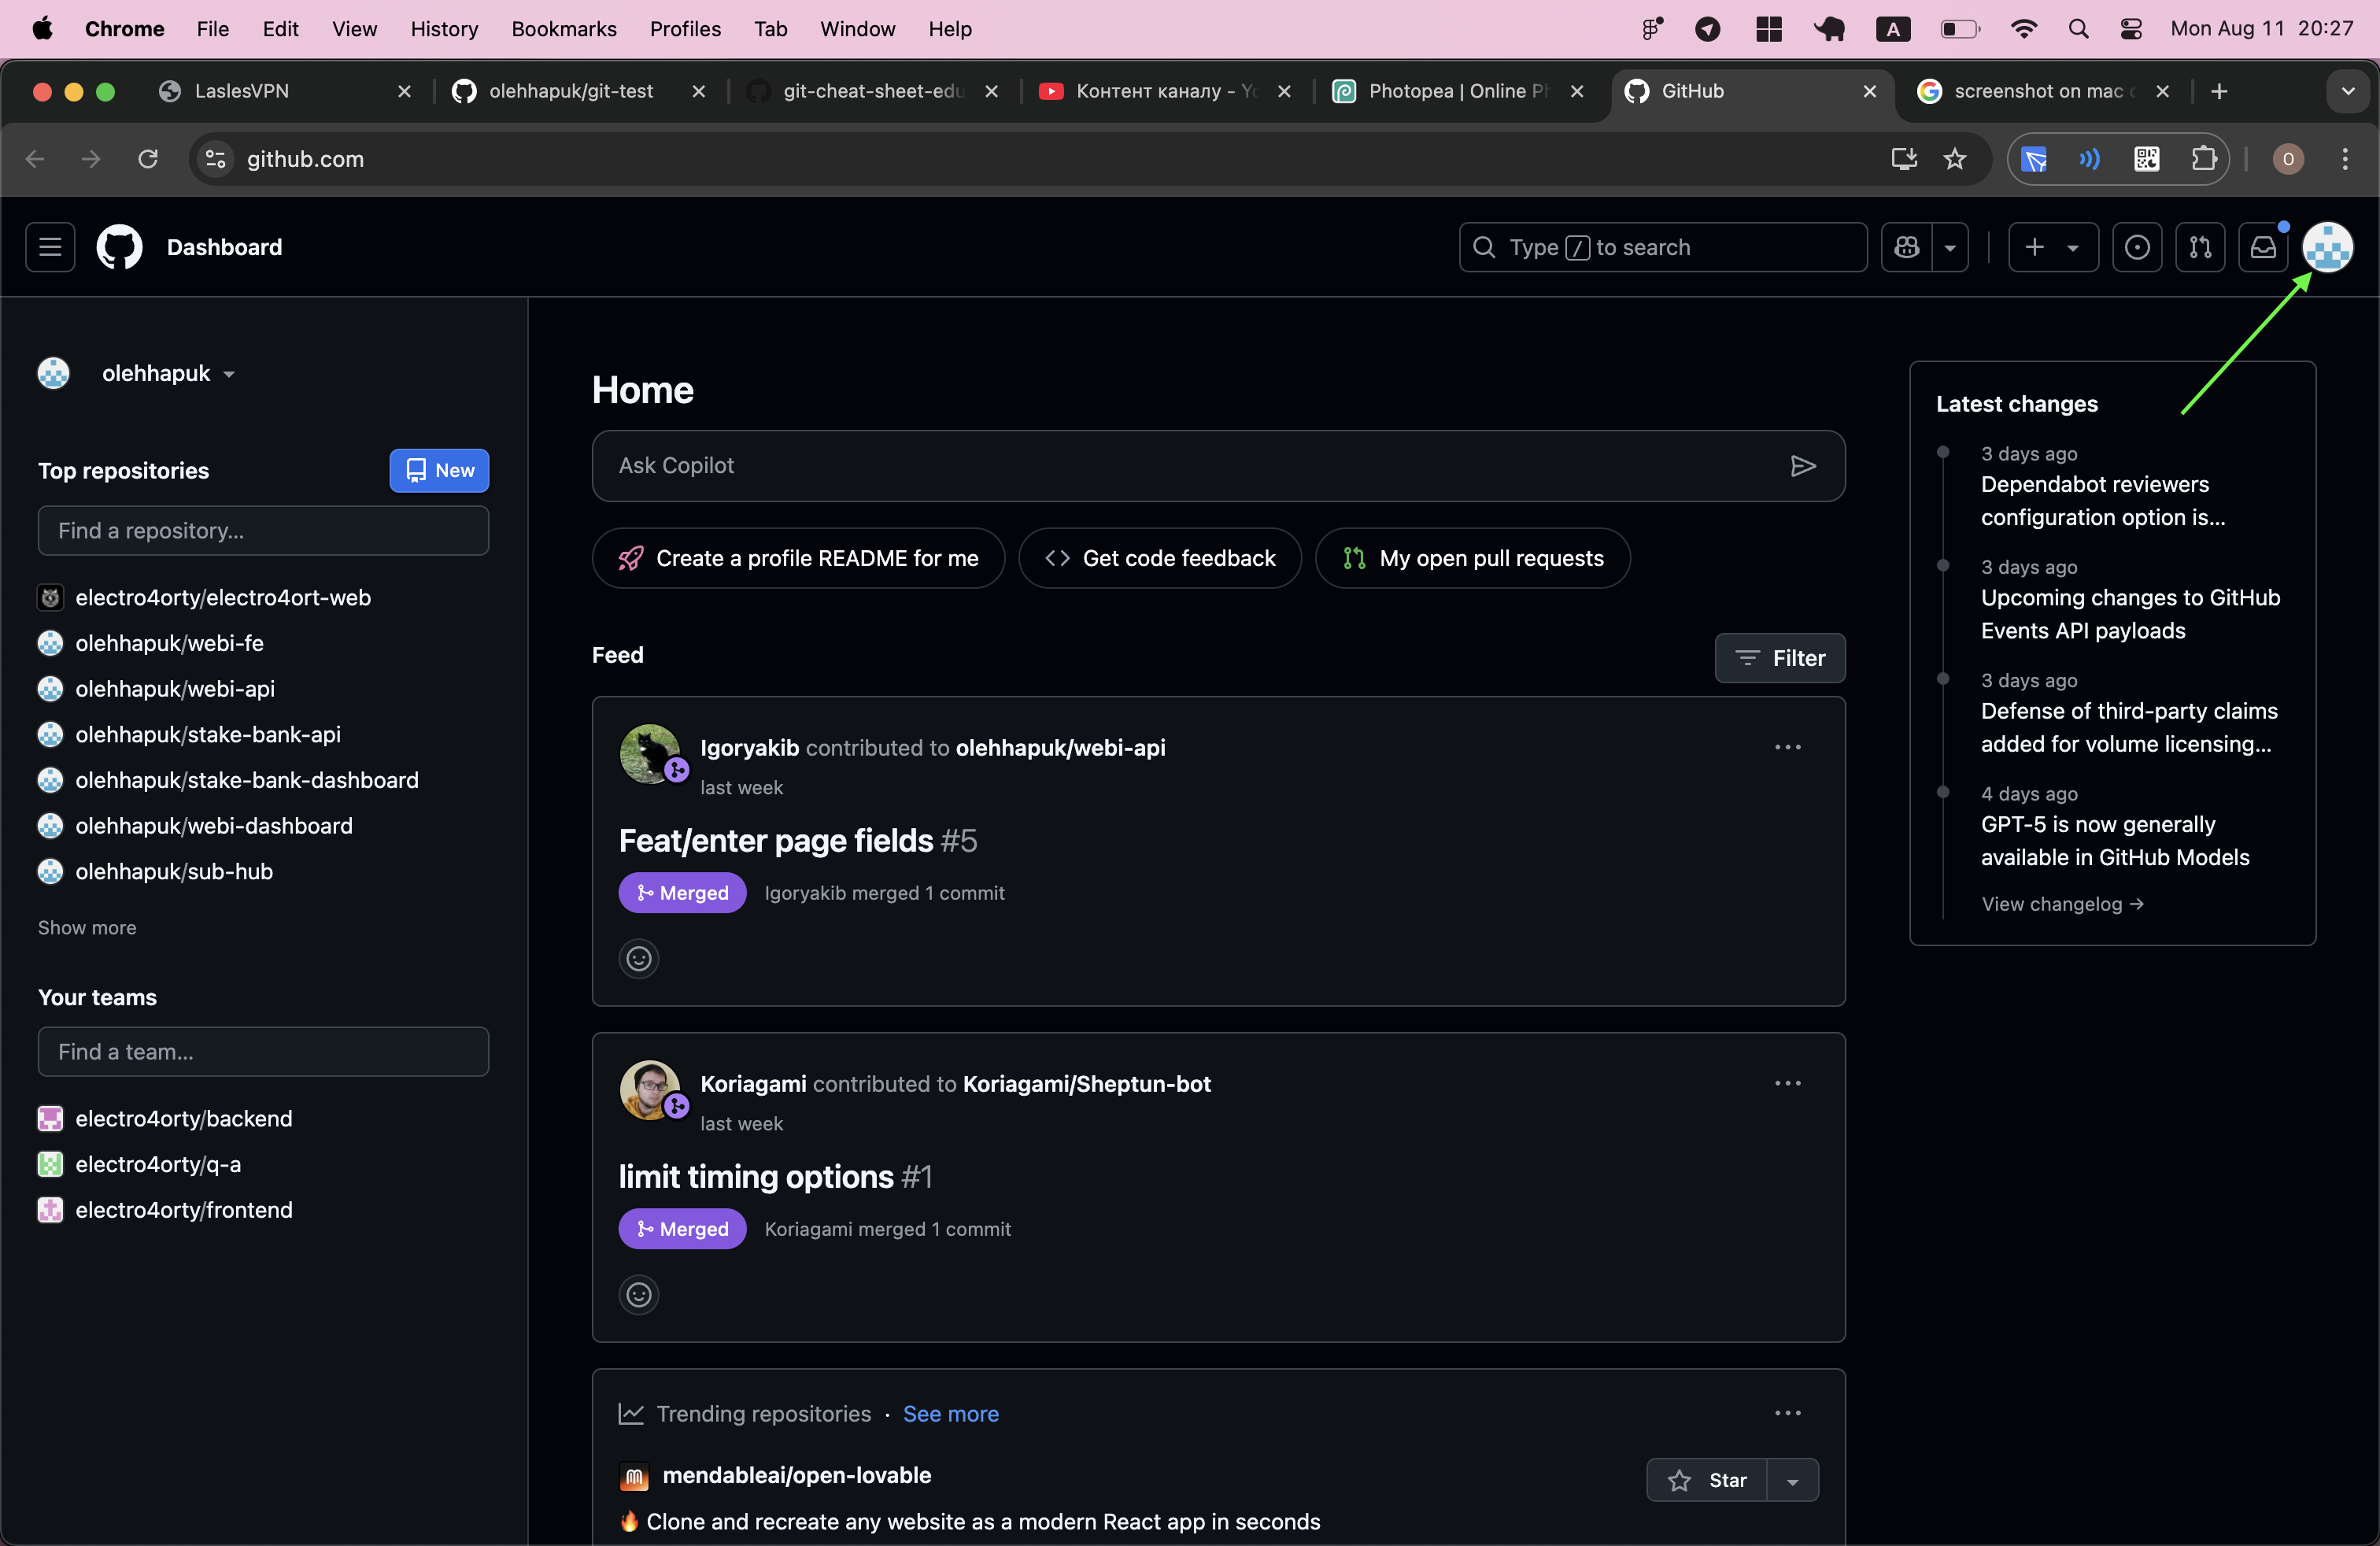 Chrome File Edit View History Bookmarks Profiles Tab Window Help A Mon Aug 11 20:27
LaslesVPN olehhapuk/git-test git-cheat-sheet-edu Контент каналу - Yo Photopea | Online Ph GitHub screenshot on mac
github.com O
Dashboard Type / to search
olehhapuk
Top repositories New
Find a repository...
electro4orty/electro4ort-web
olehhapuk/webi-fe
olehhapuk/webi-api
olehhapuk/stake-bank-api
olehhapuk/stake-bank-dashboard
olehhapuk/webi-dashboard
olehhapuk/sub-hub
Show more
Your teams
Find a team...
electro4orty/backend
electro4orty/q-a
electro4orty/frontend
Home
Ask Copilot
Create a profile README for me Get code feedback My open pull requests
Feed Filter
Igoryakib contributed to olehhapuk/webi-api
last week
Feat/enter page fields #5
Merged Igoryakib merged 1 commit
Koriagami contributed to Koriagami/Sheptun-bot
last week
limit timing options #1
Merged Koriagami merged 1 commit
Trending repositories · See more
mendableai/open-lovable Star
🔥 Clone and recreate any website as a modern React app in seconds
Latest changes
3 days ago
Dependabot reviewers
configuration option is...
3 days ago
Upcoming changes to GitHub
Events API payloads
3 days ago
Defense of third-party claims
added for volume licensing...
4 days ago
GPT-5 is now generally
available in GitHub Models
View changelog →